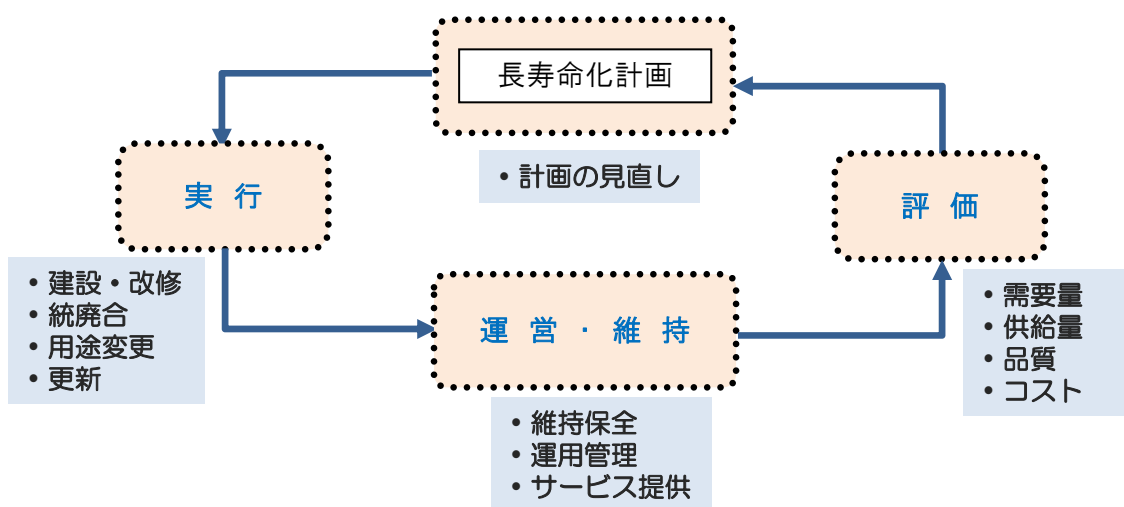 長寿命化計画
・計画の見直し
実 行
・建設・改修
・統廃合
・用途変更
・更新
運 営 ・ 維 持
・維持保全
・運用管理
・サービス提供
評 価
・需要量
・供給量
・品質
・コスト